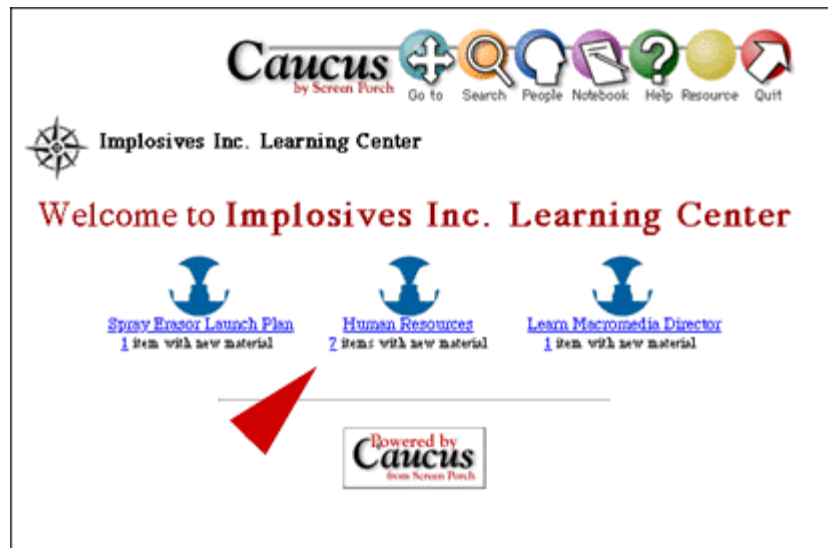 Caucus
by Screen Porch
Go to Search People Notebook Help Resource Quit
Implosives Inc. Learning Center
Welcome to Implosives Inc. Learning Center
Spray Erasor Launch Plan Human Resources Learn Macromedia Director
1 item with new material ? items with new material 1 item with new material
Powered by
Caucus
from Screen Porch